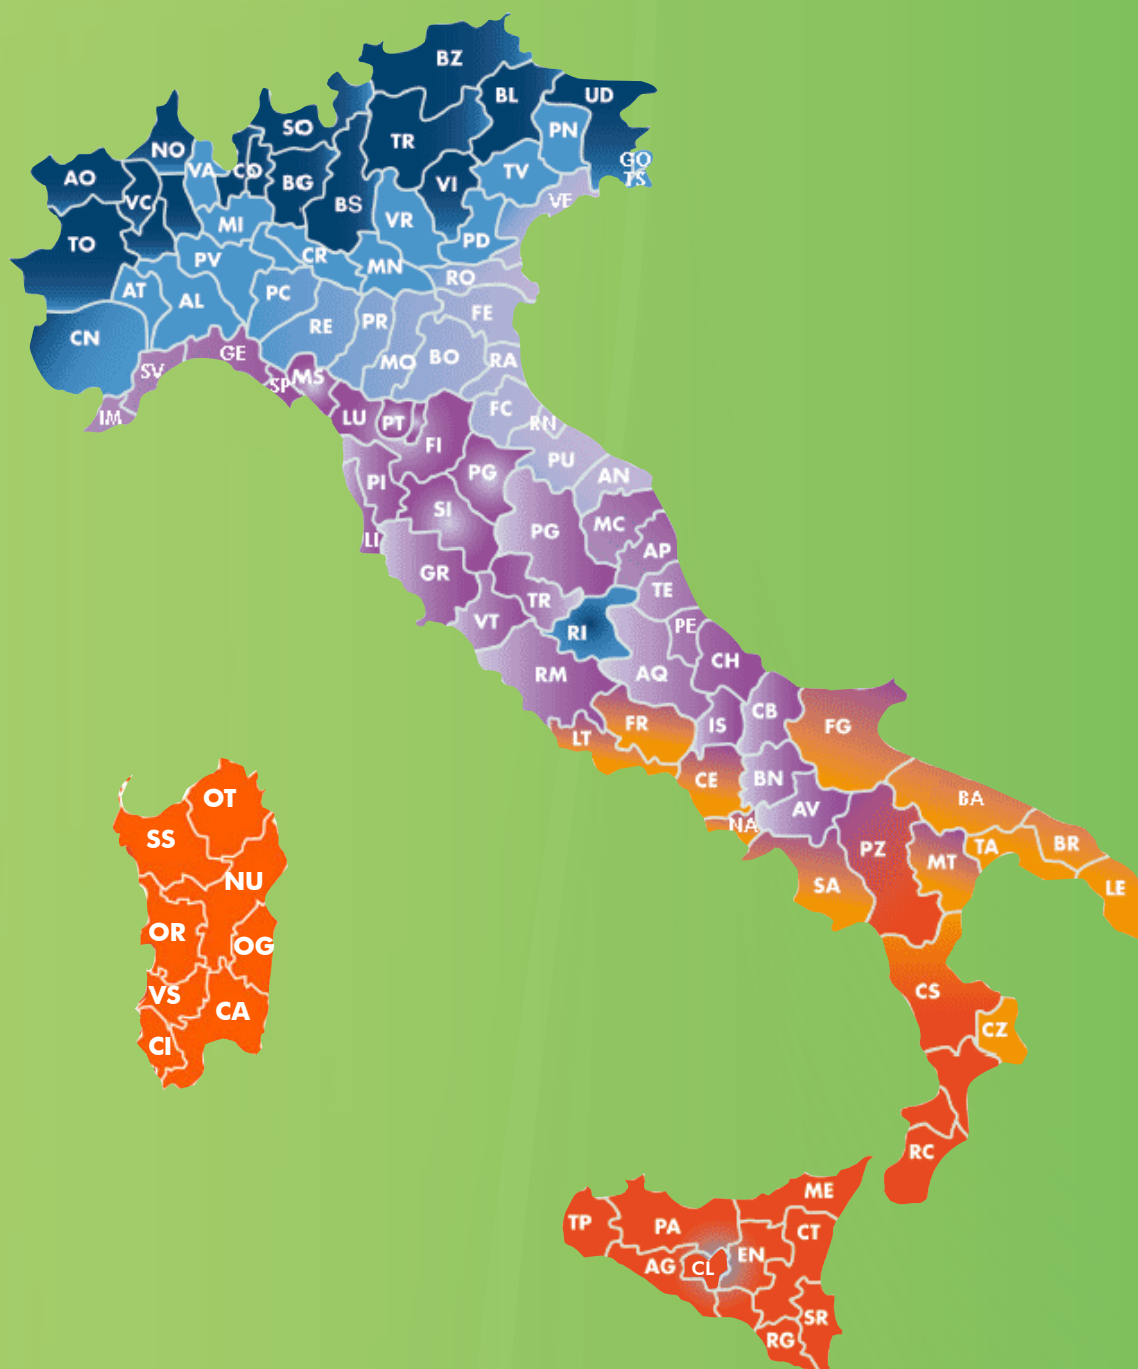 BZ
BL
UD
SO
PN
TR
NO
GO
VA
CO
TV
TS
AO
BG
VI
VC
BS
VE
VR
MI
PD
TO
CR
PV
MN
RO
AT
PC
AL
FE
PR
RE
CN
GE
BO
RA
MO
SV
MS
SP
FC
IM
LU
PT
RN
FI
PU
PG
AN
PI
SI
MC
PG
LI
AP
GR
TE
TR
VT
PE
RI
CH
RM
AQ
CB
FR
IS
FG
LT
CE
BN
OT
BA
AV
NA
SS
BR
TA
PZ
MT
NU
SA
LE
OR
OG
CS
VS
CA
CZ
CI
RC
ME
TP
PA
CT
EN
AG
CL
SR
RG